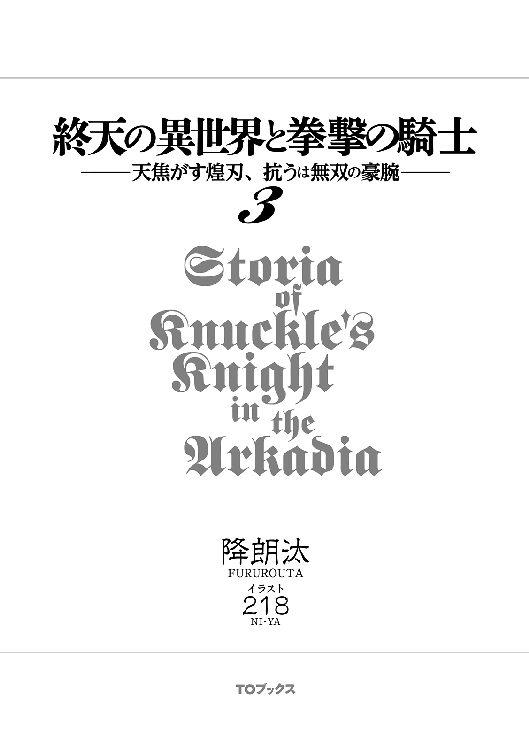 終天の異世界と拳撃の騎士
――天焦がす煌刃、抗うは無双の豪腕――
3
Storia
of
Knuckle's
Knight
in the
Arkadia
降朗汰
FURUROUTA
イラスト
218
NI-YA
TOブックス